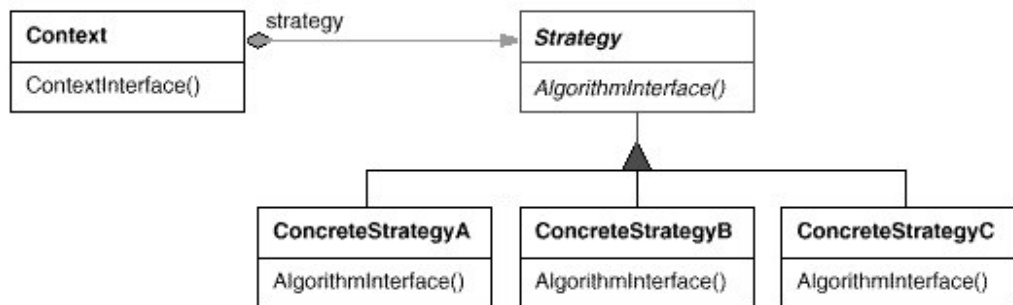 strategy
Context
ContextInterface()
Strategy
AlgorithmInterface()
ConcreteStrategyA
AlgorithmInterface()
ConcreteStrategyB
AlgorithmInterface()
ConcreteStrategyC
AlgorithmInterface()